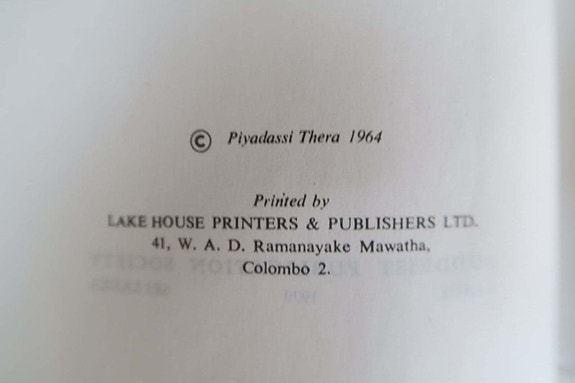 © Piyadassi Thera 1964
Printed by
LAKE HOUSE PRINTERS & PUBLISHERS LTD.
41, W. A. D. Ramanayake Mawatha,
Colombo 2.